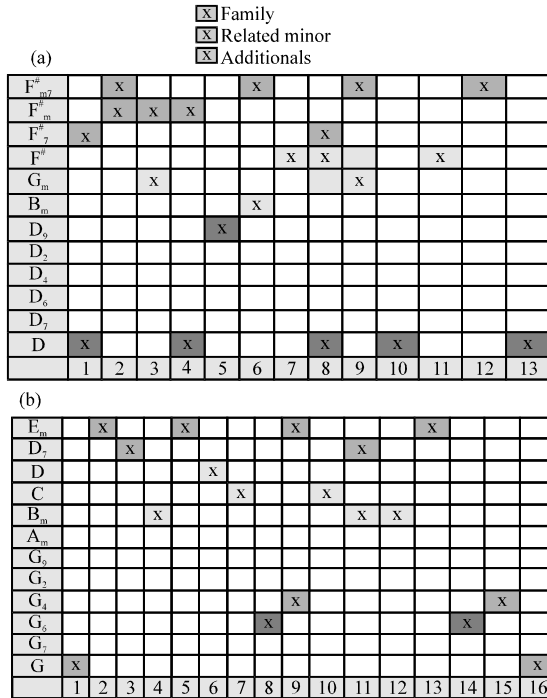 x Family
x Related minor
x Additionals
(a)
F#m7 x x x x
F#m x x x
F#7 x x
F# x x x
Gm x x
Bm x
D9 x
D2
D4
D6
D7
D x x x x x
1 2 3 4 5 6 7 8 9 10 11 12 13
(b)
Em x x x x
D7 x x
D x
C x x
Bm x x x
Am
G9
G2
G4 x x
G6 x x
G7
G x x
1 2 3 4 5 6 7 8 9 10 11 12 13 14 15 16